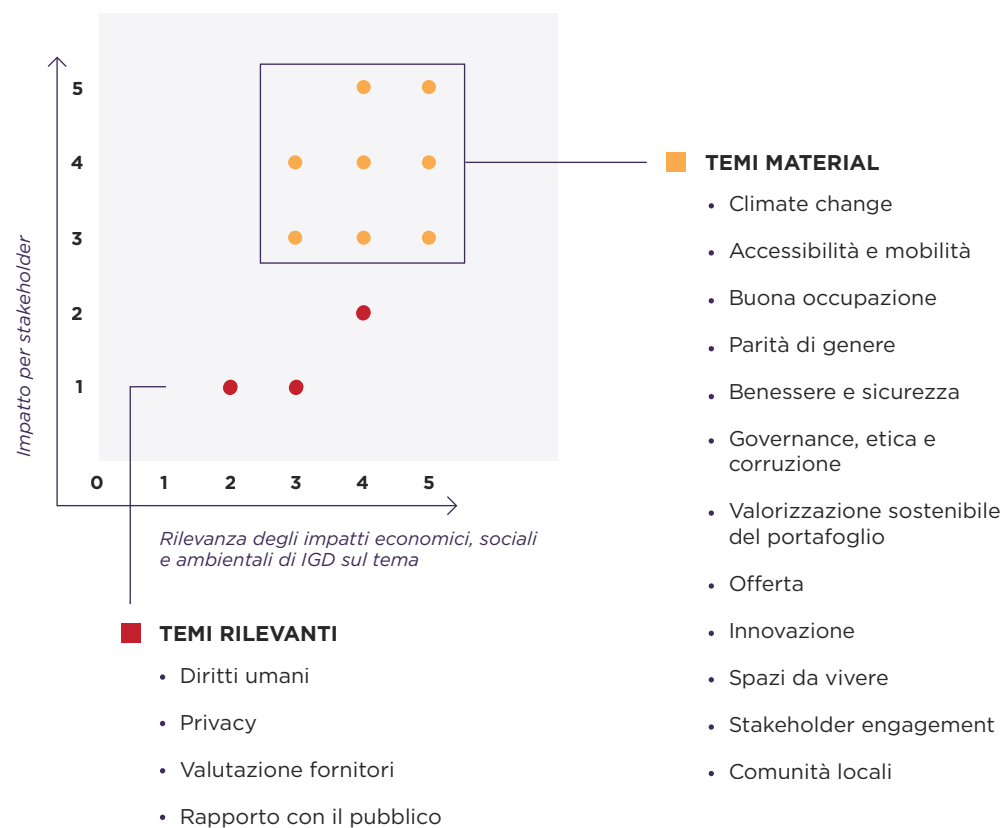 5
4
3
2
1
Impatto per stakeholder
0 1 2 3 4 5
Rilevanza degli impatti economici, sociali
e ambientali di IGD sul tema
TEMI MATERIAL
• Climate change
• Accessibilità e mobilità
• Buona occupazione
• Parità di genere
• Benessere e sicurezza
• Governance, etica e
corruzione
• Valorizzazione sostenibile
del portafoglio
• Offerta
• Innovazione
• Spazi da vivere
• Stakeholder engagement
• Comunità locali
TEMI RILEVANTI
• Diritti umani
• Privacy
• Valutazione fornitori
• Rapporto con il pubblico